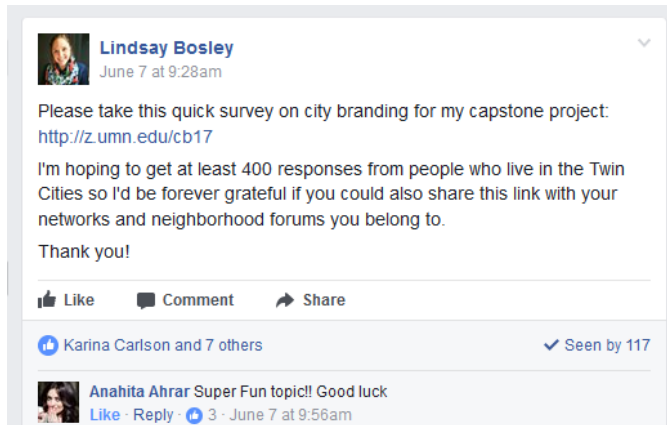 Lindsay Bosley
June 7 at 9:28am
Please take this quick survey on city branding for my capstone project:
http://z.umn.edu/cb17
I'm hoping to get at least 400 responses from people who live in the Twin
Cities so I'd be forever grateful if you could also share this link with your
networks and neighborhood forums you belong to.
Thank you!
Like Comment Share
Karina Carlson and 7 others Seen by 117
Anahita Ahrar Super Fun topic!! Good luck
Like · Reply · 3 · June 7 at 9:56am